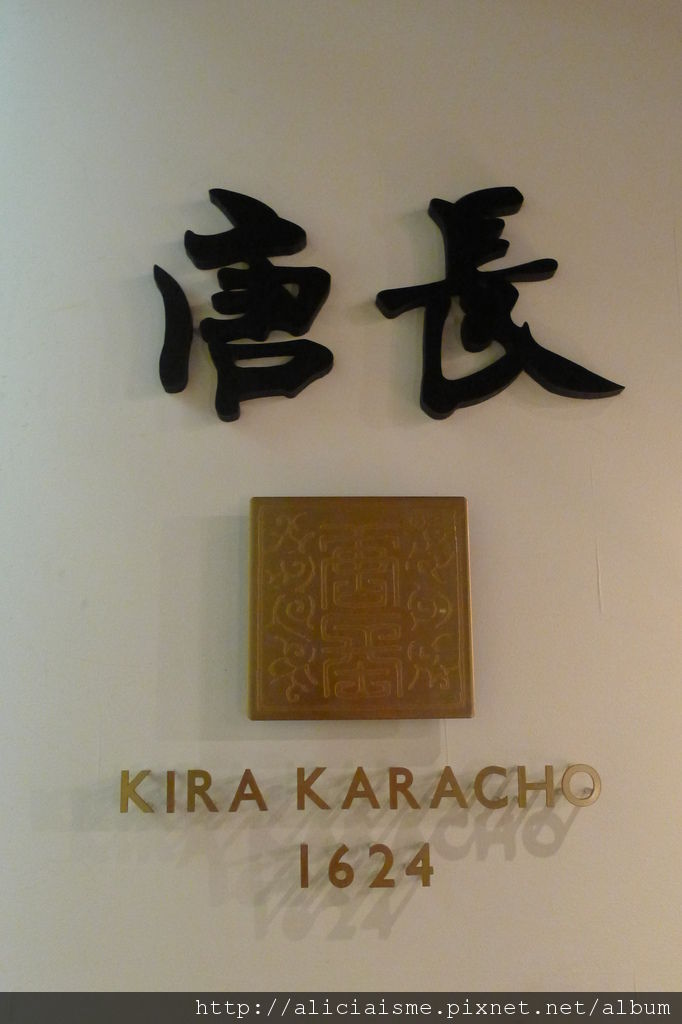 唐長
KIRA KARACHO
1624
http://aliciaisme.pixnet.net/album